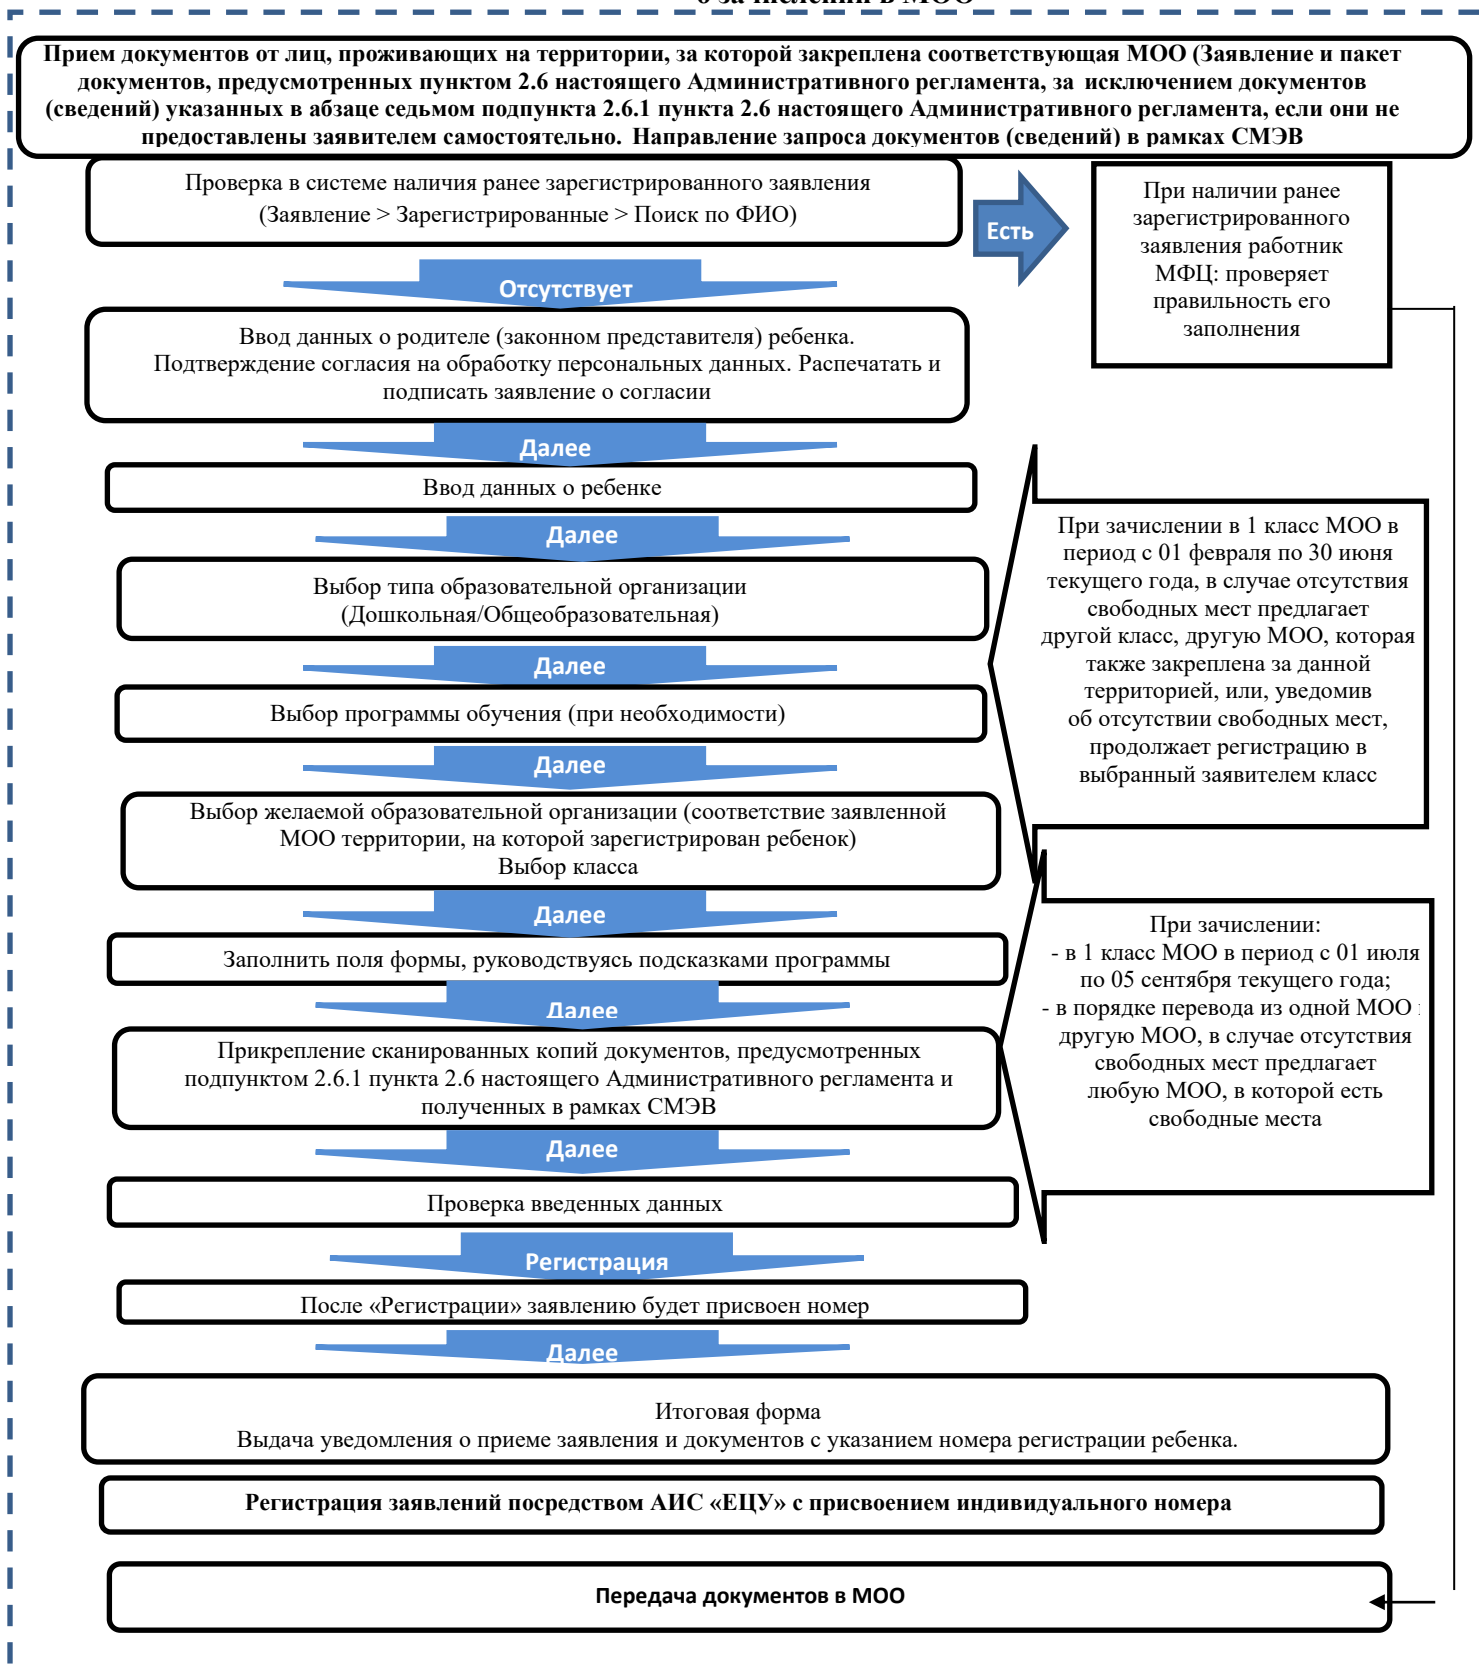 о зачислении в МОО
Прием документов от лиц, проживающих на территории, за которой закреплена соответствующая МОО (Заявление и пакет
документов, предусмотренных пунктом 2.6 настоящего Административного регламента, за исключением документов
(сведений) указанных в абзаце седьмом подпункта 2.6.1 пункта 2.6 настоящего Административного регламента, если они не
предоставлены заявителем самостоятельно. Направление запроса документов (сведений) в рамках СМЭВ
Проверка в системе наличия ранее зарегистрированного заявления
(Заявление > Зарегистрированные > Поиск по ФИО)
Есть
При наличии ранее
зарегистрированного
заявления работник
МФЦ: проверяет
правильность его
заполнения
Отсутствует
Ввод данных о родителе (законном представителя) ребенка.
Подтверждение согласия на обработку персональных данных. Распечатать и
подписать заявление о согласии
Далее
Ввод данных о ребенке
Далее
Выбор типа образовательной организации
(Дошкольная/Общеобразовательная)
Далее
Выбор программы обучения (при необходимости)
Далее
Выбор желаемой образовательной организации (соответствие заявленной
МОО территории, на которой зарегистрирован ребенок)
Выбор класса
При зачислении в 1 класс МОО в
период с 01 февраля по 30 июня
текущего года, в случае отсутствия
свободных мест предлагает
другой класс, другую МОО, которая
также закреплена за данной
территорией, или, уведомив
об отсутствии свободных мест,
продолжает регистрацию в
выбранный заявителем класс
Далее
Заполнить поля формы, руководствуясь подсказками программы
Далее
Прикрепление сканированных копий документов, предусмотренных
подпунктом 2.6.1 пункта 2.6 настоящего Административного регламента и
полученных в рамках СМЭВ
При зачислении:
- в 1 класс МОО в период с 01 июля
по 05 сентября текущего года;
- в порядке перевода из одной МОО
другую МОО, в случае отсутствия
свободных мест предлагает
любую МОО, в которой есть
свободные места
Далее
Проверка введенных данных
Регистрация
После «Регистрации» заявлению будет присвоен номер
Далее
Итоговая форма
Выдача уведомления о приеме заявления и документов с указанием номера регистрации ребенка.
Регистрация заявлений посредством АИС «ЕЦУ» с присвоением индивидуального номера
Передача документов в МОО